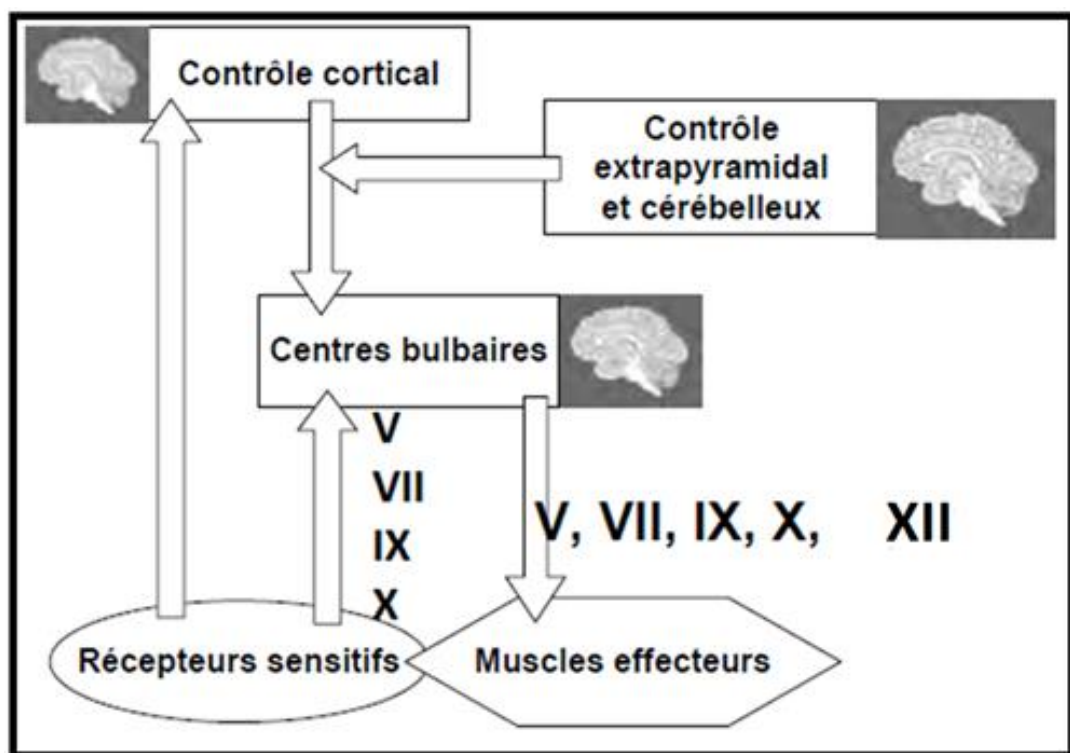 Contrôle cortical
Contrôle
extrapyramidal
et cérébelleux
Centres bulbaires
V
VII
IX
X
V, VII, IX, X, XII
Récepteurs sensitifs
Muscles effecteurs